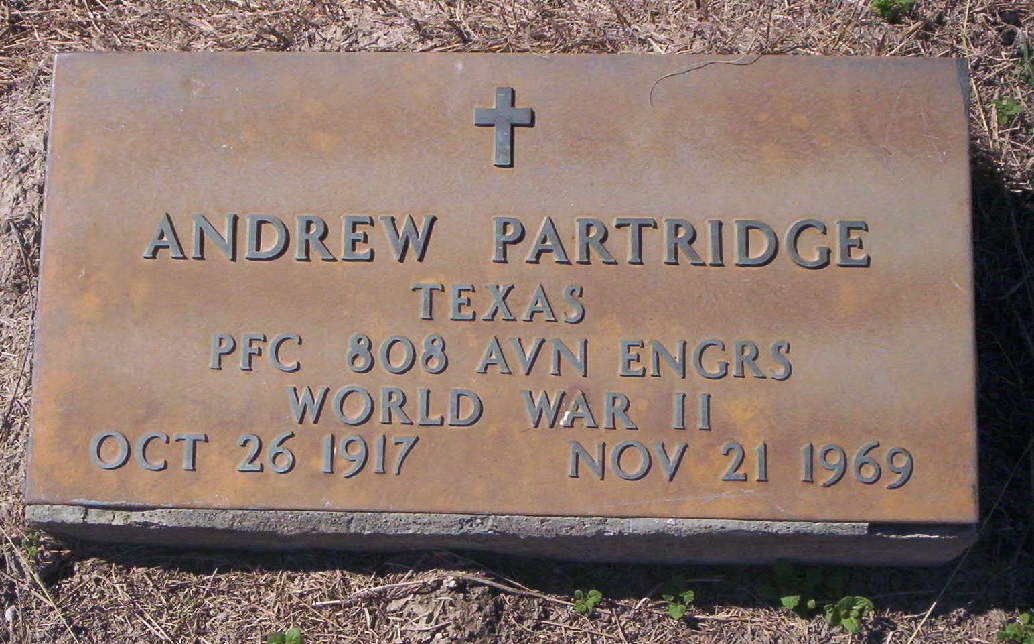 ANDREW PARTRIDGE
TEXAS
PFC 808 AVN ENGRS
WORLD WAR II
OCT 26 1917 NOV 21 1969